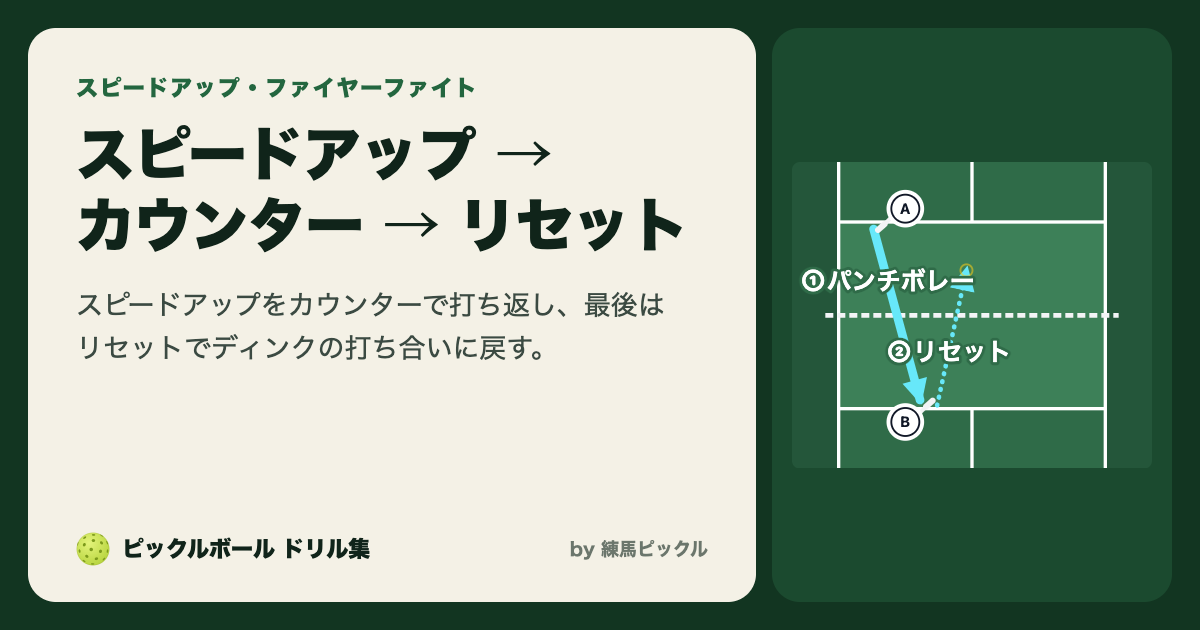 スピードアップ・ファイヤーファイト
スピードアップ →
カウンター → リセット
スピードアップをカウンターで打ち返し、最後は
リセットでディンクの打ち合いに戻す。
ピックルボール ドリル集
by 練馬ピックル
A
①パンチボレー
②リセット
B